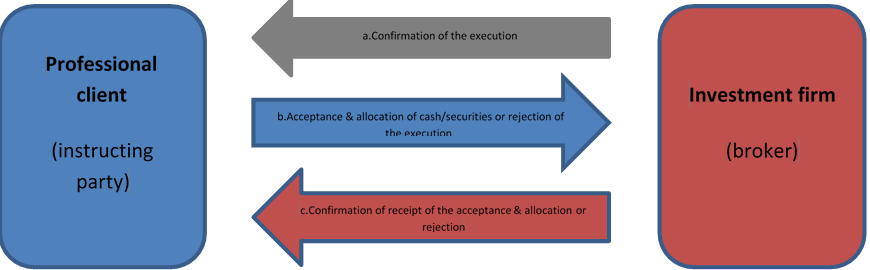 Professional
client
(instructing
party)
a.Confirmation of the execution
b.Acceptance & allocation of cash/securities or rejection of
the execution
c.Confirmation of receipt of the acceptance & allocation or
rejection
Investment firm
(broker)